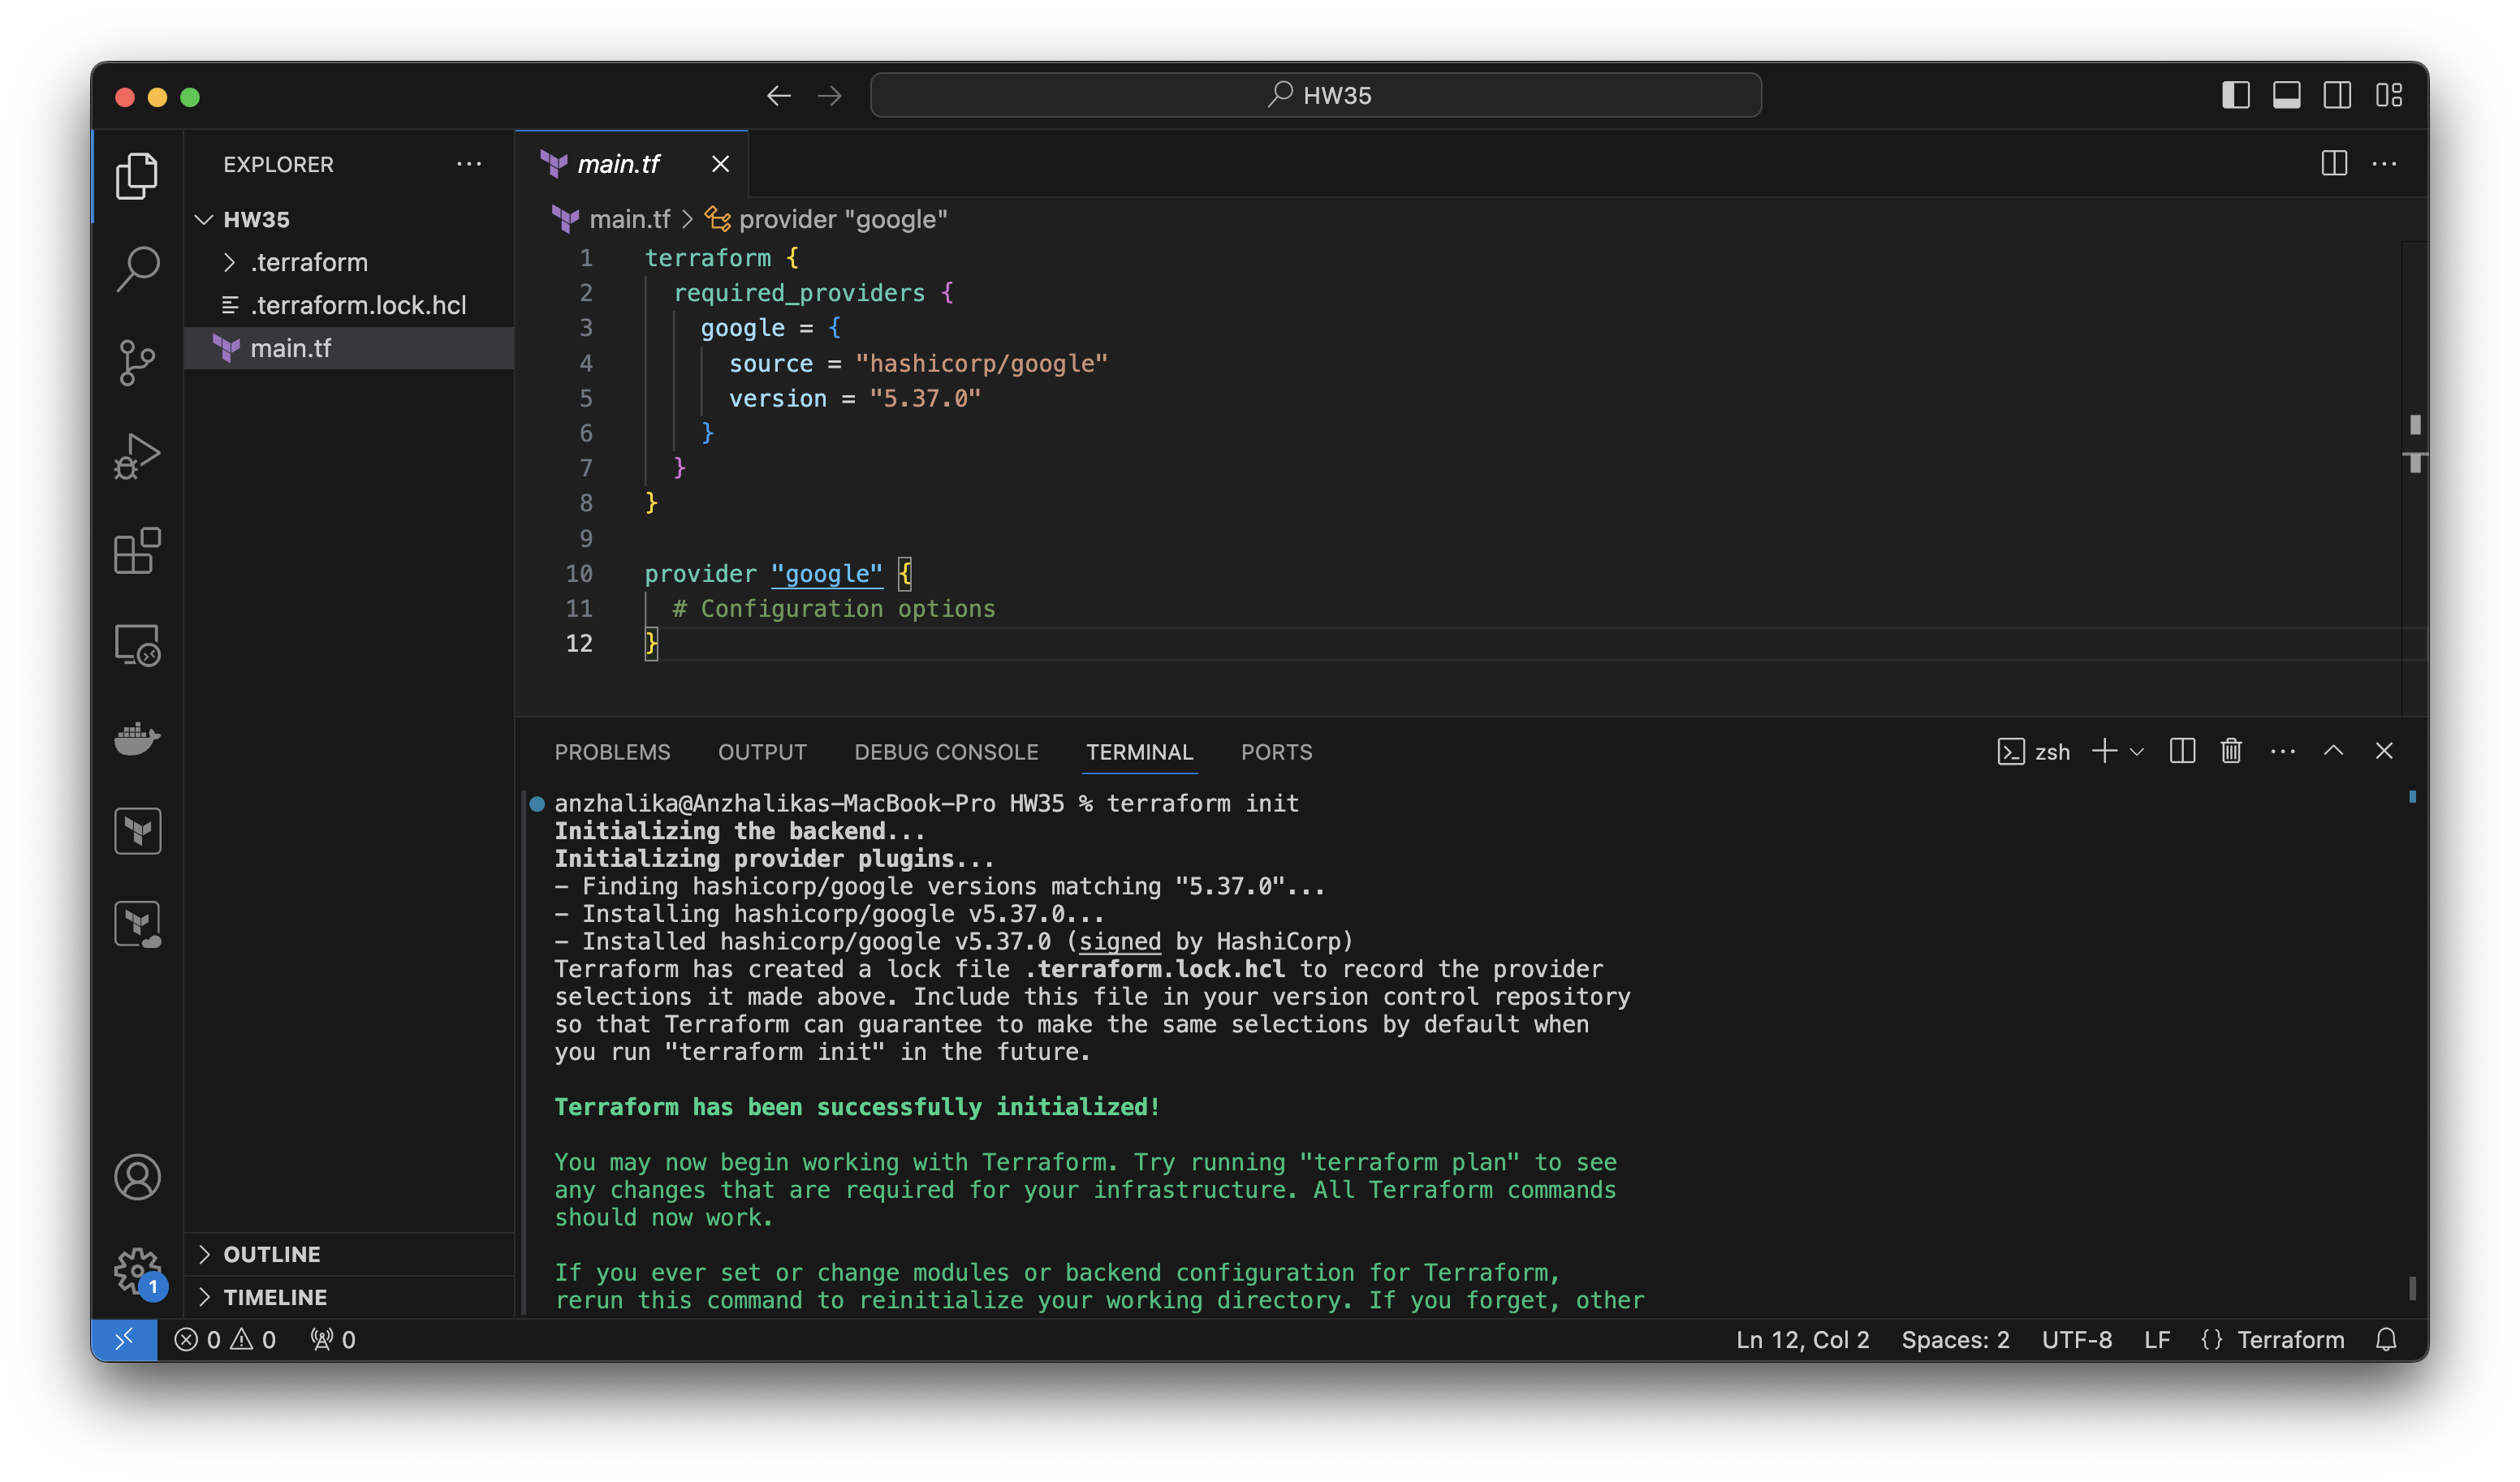 HW35
EXPLORER
HW35
.terraform
.terraform.lock.hcl
main.tf
OUTLINE
TIMELINE
main.tf
main.tf > provider "google"
1 terraform {
2 required_providers {
3 google = {
4 source = "hashicorp/google"
5 version = "5.37.0"
6 }
7 }
8 }
9
10 provider "google" {
11 # Configuration options
12 }
PROBLEMS OUTPUT DEBUG CONSOLE TERMINAL PORTS zsh
anzhalika@Anzhalikas-MacBook-Pro HW35 % terraform init
Initializing the backend...
Initializing provider plugins...
- Finding hashicorp/google versions matching "5.37.0"...
- Installing hashicorp/google v5.37.0...
- Installed hashicorp/google v5.37.0 (signed by HashiCorp)
Terraform has created a lock file .terraform.lock.hcl to record the provider
selections it made above. Include this file in your version control repository
so that Terraform can guarantee to make the same selections by default when
you run "terraform init" in the future.
Terraform has been successfully initialized!
You may now begin working with Terraform. Try running "terraform plan" to see
any changes that are required for your infrastructure. All Terraform commands
should now work.
If you ever set or change modules or backend configuration for Terraform,
rerun this command to reinitialize your working directory. If you forget, other
1
0 0 0 Ln 12, Col 2 Spaces: 2 UTF-8 LF {} Terraform